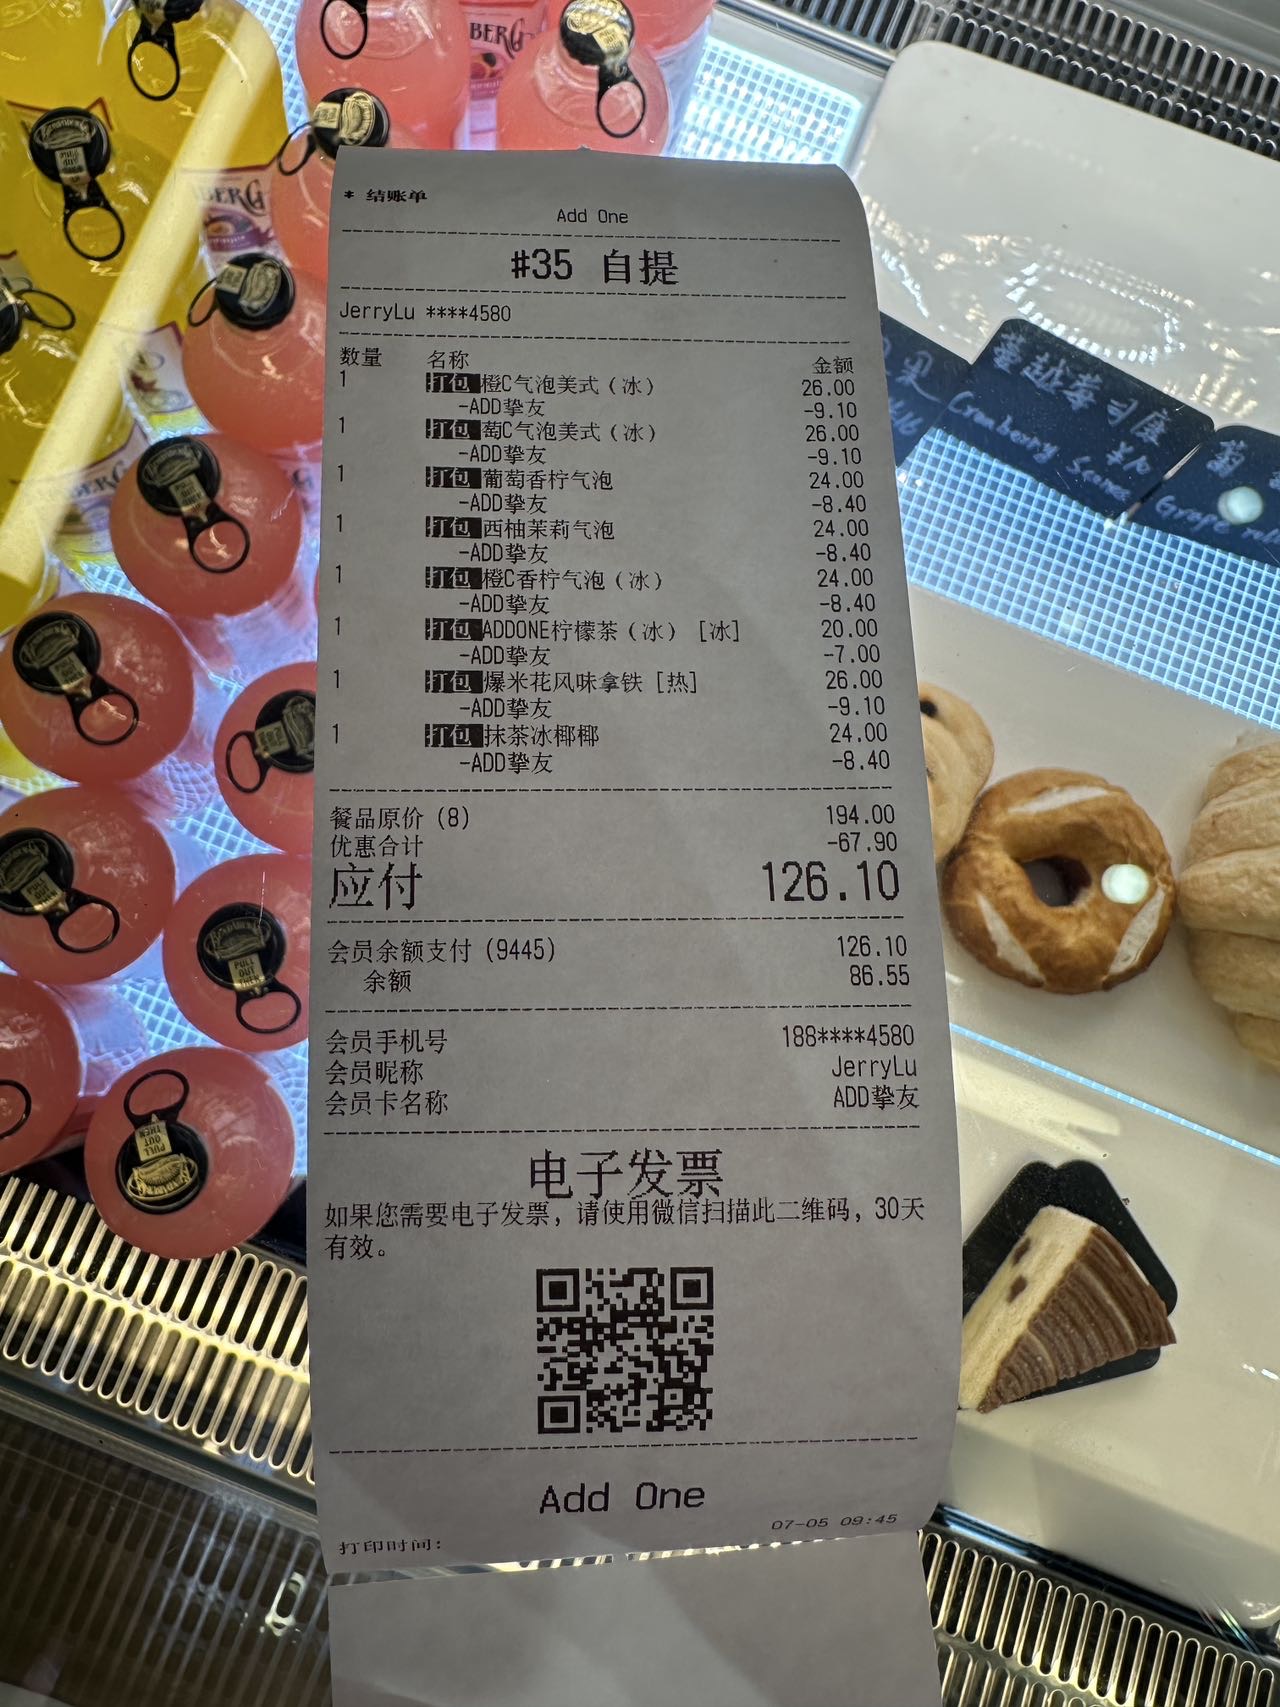 BERG
BERG
PULL
OUT
THEN
* 结账单
Add One
#35 自提
JerryLu ****4580
数量 名称 金额
1 打包 橙C气泡美式（冰） 26.00
-ADD挚友 -9.10
1 打包 萄C气泡美式（冰） 26.00
-ADD挚友 -9.10
1 打包 葡萄香柠气泡 24.00
-ADD挚友 -8.40
1 打包 西柚茉莉气泡 24.00
-ADD挚友 -8.40
1 打包 橙C香柠气泡（冰） 24.00
-ADD挚友 -8.40
1 打包 ADDONE柠檬茶（冰）[冰] 20.00
-ADD挚友 -7.00
1 打包 爆米花风味拿铁[热] 26.00
-ADD挚友 -9.10
1 打包 抹茶冰椰椰 24.00
-ADD挚友 -8.40
餐品原价(8) 194.00
优惠合计 -67.90
应付 126.10
会员余额支付(9445) 126.10
余额 86.55
会员手机号 188****4580
会员昵称 JerryLu
会员卡名称 ADD挚友
电子发票
如果您需要电子发票，请使用微信扫描此二维码，30天
有效。
Add One
打印时间: 07-05 09:45
蔓越莓司康
Cranberry Scone
Grape